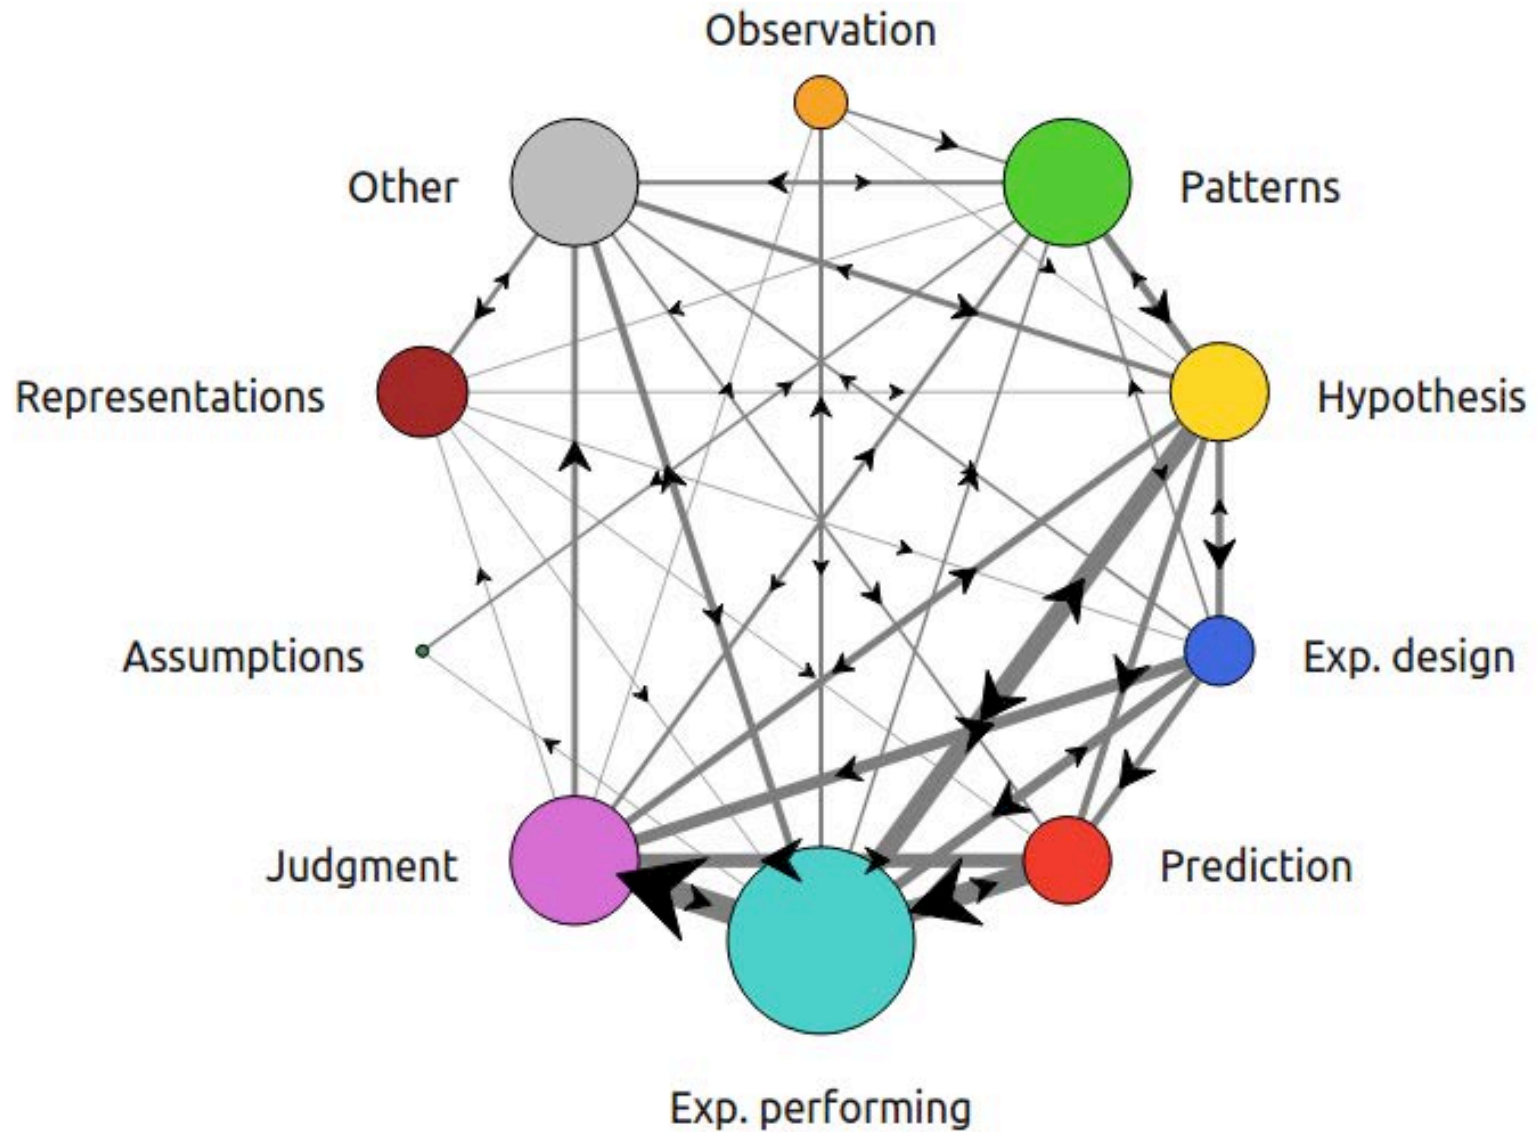 Observation
Other
Patterns
Representations
Hypothesis
Assumptions
Exp. design
Judgment
Prediction
Exp. performing